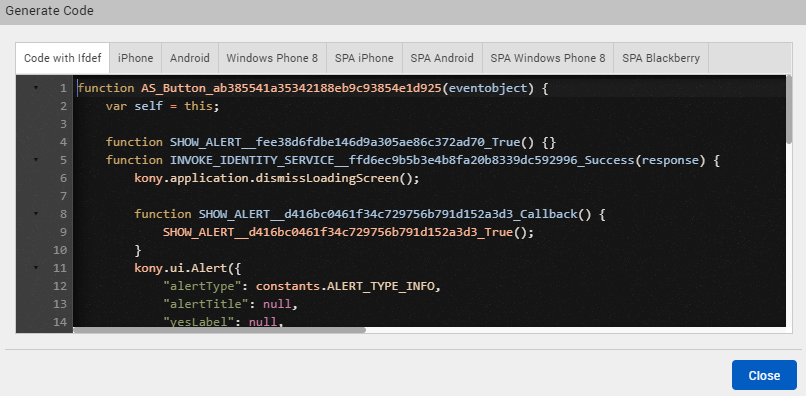 Generate Code
Code with Ifdef iPhone Android Windows Phone 8 SPA iPhone SPA Android SPA Windows Phone 8 SPA Blackberry
1 function AS_Button_ab385541a35342188eb9c93854e1d925(eventobject) {
2     var self = this;
3
4     function SHOW_ALERT__fee38d6fdbe146d9a305ae86c372ad70_True() {}
5     function INVOKE_IDENTITY_SERVICE__ffd6ec9b5b3e4b8fa20b8339dc592996_Success(response) {
6         kony.application.dismissLoadingScreen();
7
8         function SHOW_ALERT__d416bc0461f34c729756b791d152a3d3_Callback() {
9             SHOW_ALERT__d416bc0461f34c729756b791d152a3d3_True();
10         }
11         kony.ui.Alert({
12             "alertType": constants.ALERT_TYPE_INFO,
13             "alertTitle": null,
14             "yesLabel": null,
Close